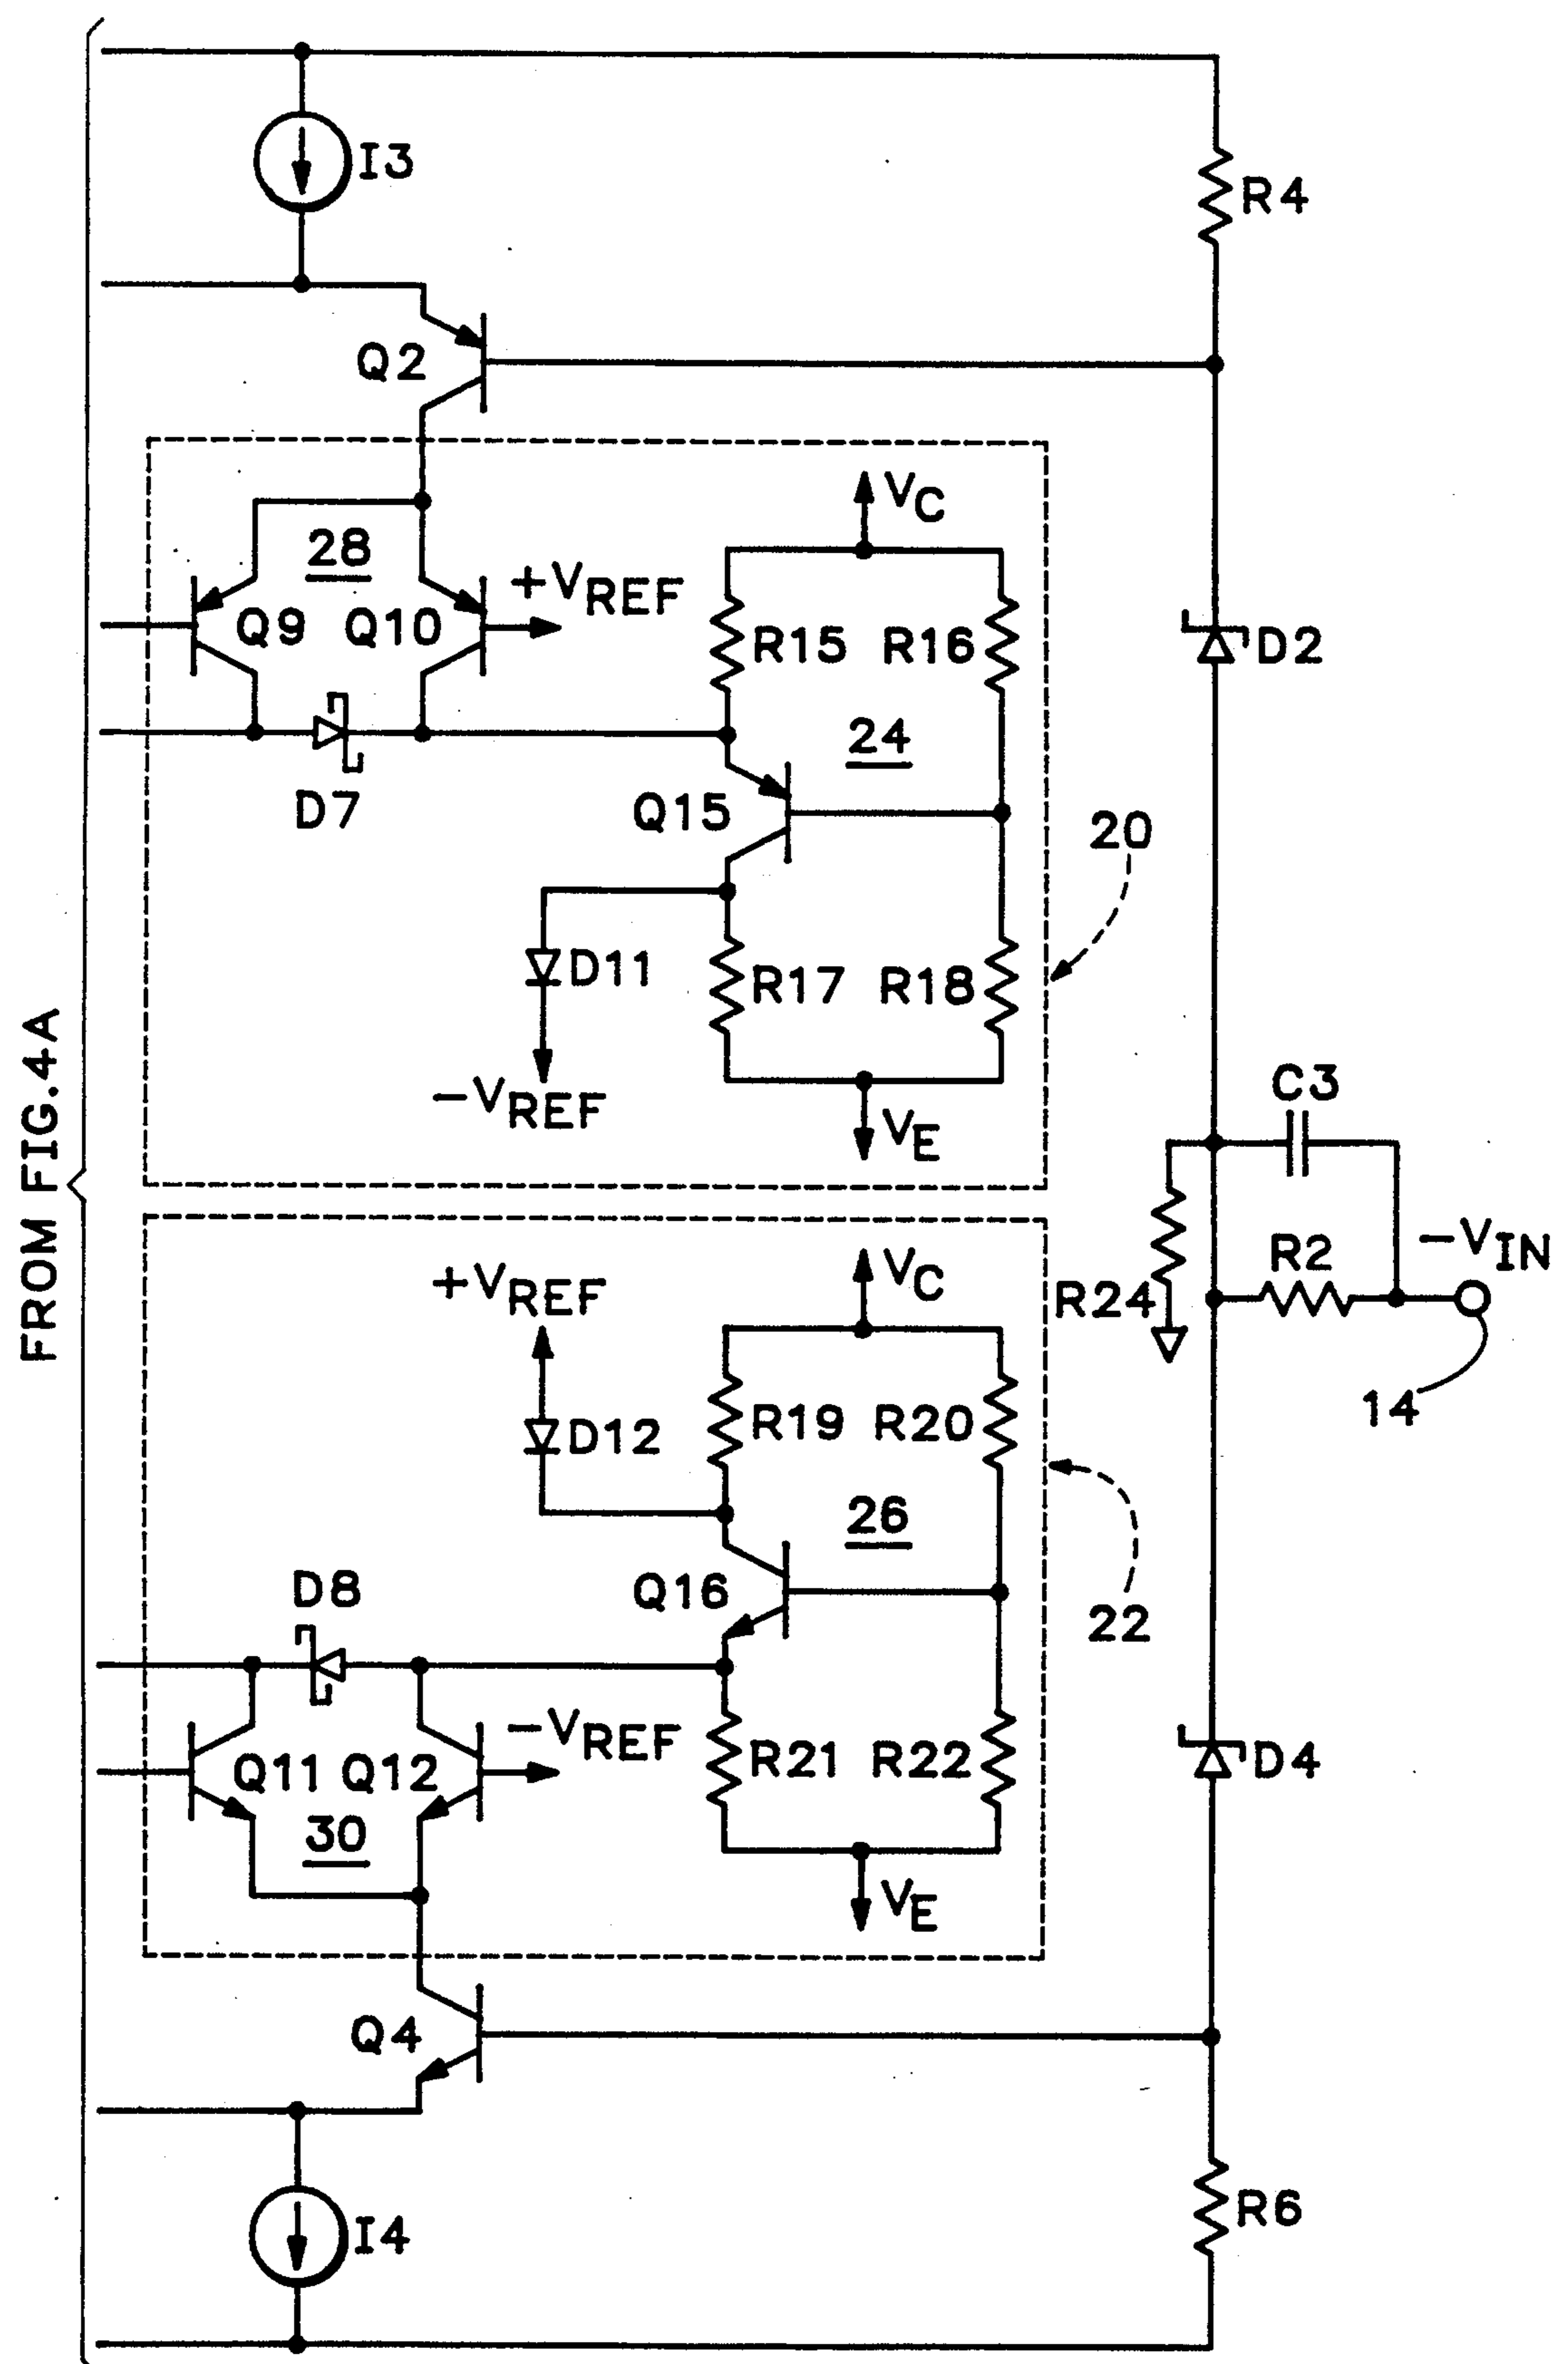 I3
R4
Q2
VC
28
+VREF
Q9 Q10
R15 R16
D2
24
D7
Q15
20
D11
R17 R18
-VREF
VE
C3
FROM FIG.4A
+VREF
VC
R24
R2
-VIN
14
D12
R19 R20
26
D8
Q16
22
-VREF
Q11 Q12
R21 R22
D4
30
VE
Q4
R6
I4